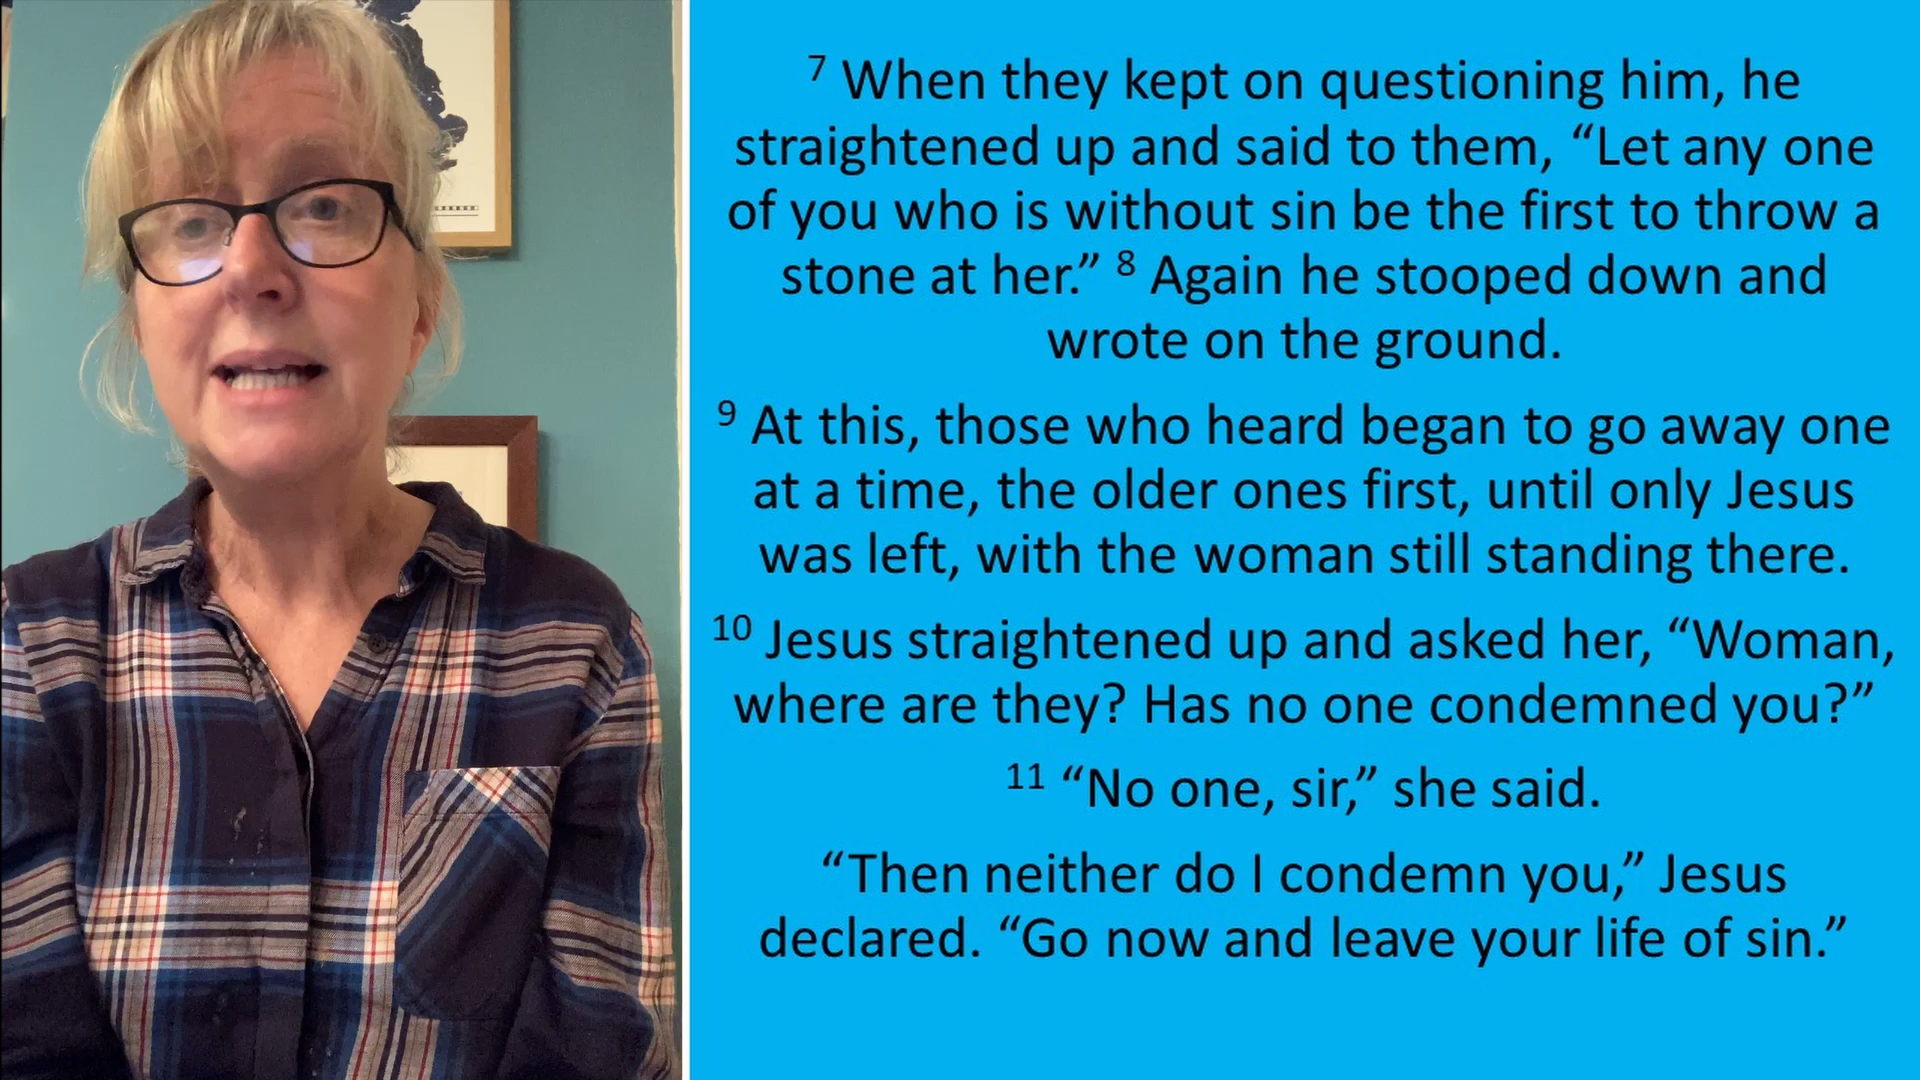 7 When they kept on questioning him, he
straightened up and said to them, “Let any one
of you who is without sin be the first to throw a
stone at her.” 8 Again he stooped down and
wrote on the ground.
9 At this, those who heard began to go away one
at a time, the older ones first, until only Jesus
was left, with the woman still standing there.
10 Jesus straightened up and asked her, “Woman,
where are they? Has no one condemned you?”
11 “No one, sir,” she said.
“Then neither do I condemn you,” Jesus
declared. “Go now and leave your life of sin.”